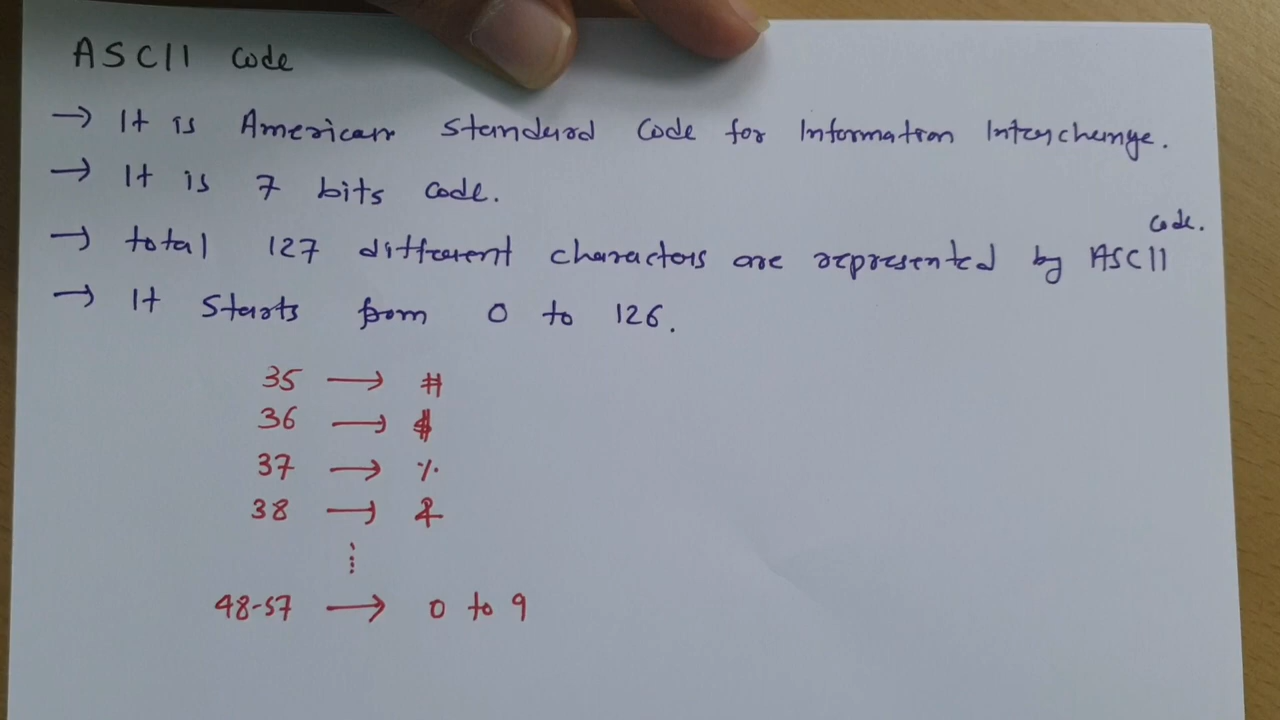 ASCII Code
→ It is American Standard Code for Information Interchange.
→ It is 7 bits code.
→ total 127 different characters are represented by ASCII code.
→ It starts from 0 to 126.
35 → #
36 → $
37 → %
38 → &
⋮
48-57 → 0 to 9